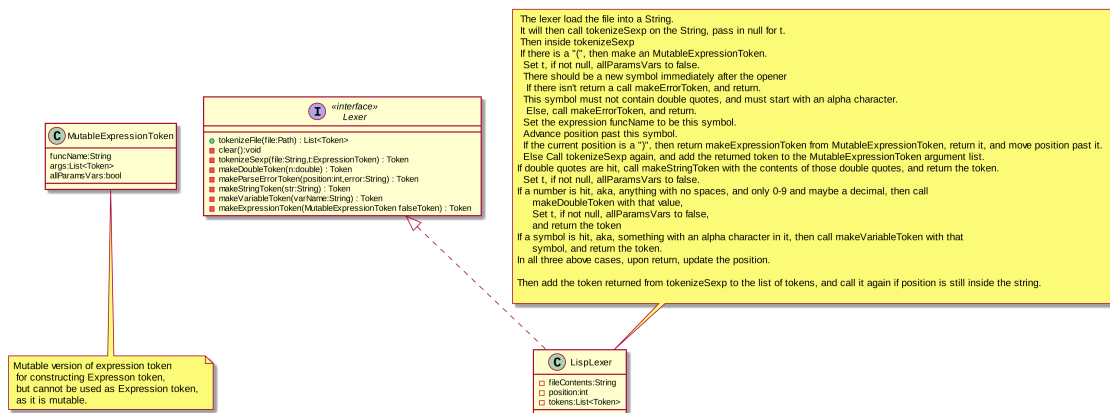 The lexer load the file into a String.
It will then call tokenizeSexp on the String, pass in null for t.
Then inside tokenizeSexp
If there is a "(", then make an MutableExpressionToken.
Set t, if not null, allParamsVars to false.
There should be a new symbol immediately after the opener
If there isn't return a call makeErrorToken, and return.
This symbol must not contain double quotes, and must start with an alpha character.
Else, call makeErrorToken, and return.
Set the expression funcName to be this symbol.
Advance position past this symbol.
If the current position is a ")", then return makeExpressionToken from MutableExpressionToken, return it, and move position past it.
Else Call tokenizeSexp again, and add the returned token to the MutableExpressionToken argument list.
If double quotes are hit, call makeStringToken with the contents of those double quotes, and return the token.
Set t, if not null, allParamsVars to false.
If a number is hit, aka, anything with no spaces, and only 0-9 and maybe a decimal, then call
makeDoubleToken with that value,
Set t, if not null, allParamsVars to false,
and return the token
If a symbol is hit, aka, something with an alpha character in it, then call makeVariableToken with that
symbol, and return the token.
In all three above cases, upon return, update the position.
Then add the token returned from tokenizeSexp to the list of tokens, and call it again if position is still inside the string.
I
«interface»
Lexer
tokenizeFile(file:Path) : List<Token>
clear():void
tokenizeSexp(file:String,t:ExpressionToken) : Token
makeDoubleToken(n:double) : Token
makeParseErrorToken(position:int,error:String) : Token
makeStringToken(str:String) : Token
makeVariableToken(varName:String) : Token
makeExpressionToken(MutableExpressionToken falseToken) : Token
C MutableExpressionToken
funcName:String
args:List<Token>
allParamsVars:bool
Mutable version of expression token
for constructing Expresson token,
but cannot be used as Expression token,
as it is mutable.
C LispLexer
fileContents:String
position:int
tokens:List<Token>